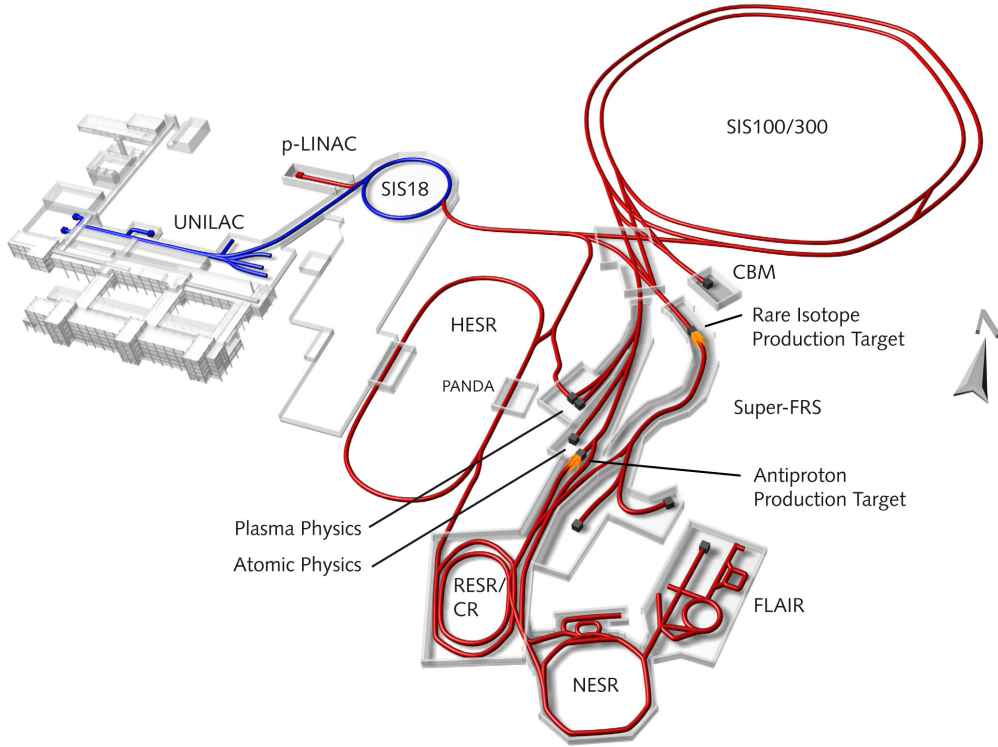 SIS100/300
p-LINAC
SIS18
UNILAC
CBM
Rare Isotope
Production Target
HESR
PANDA
Super-FRS
Antiproton
Production Target
Plasma Physics
Atomic Physics
RESR/
CR
FLAIR
NESR